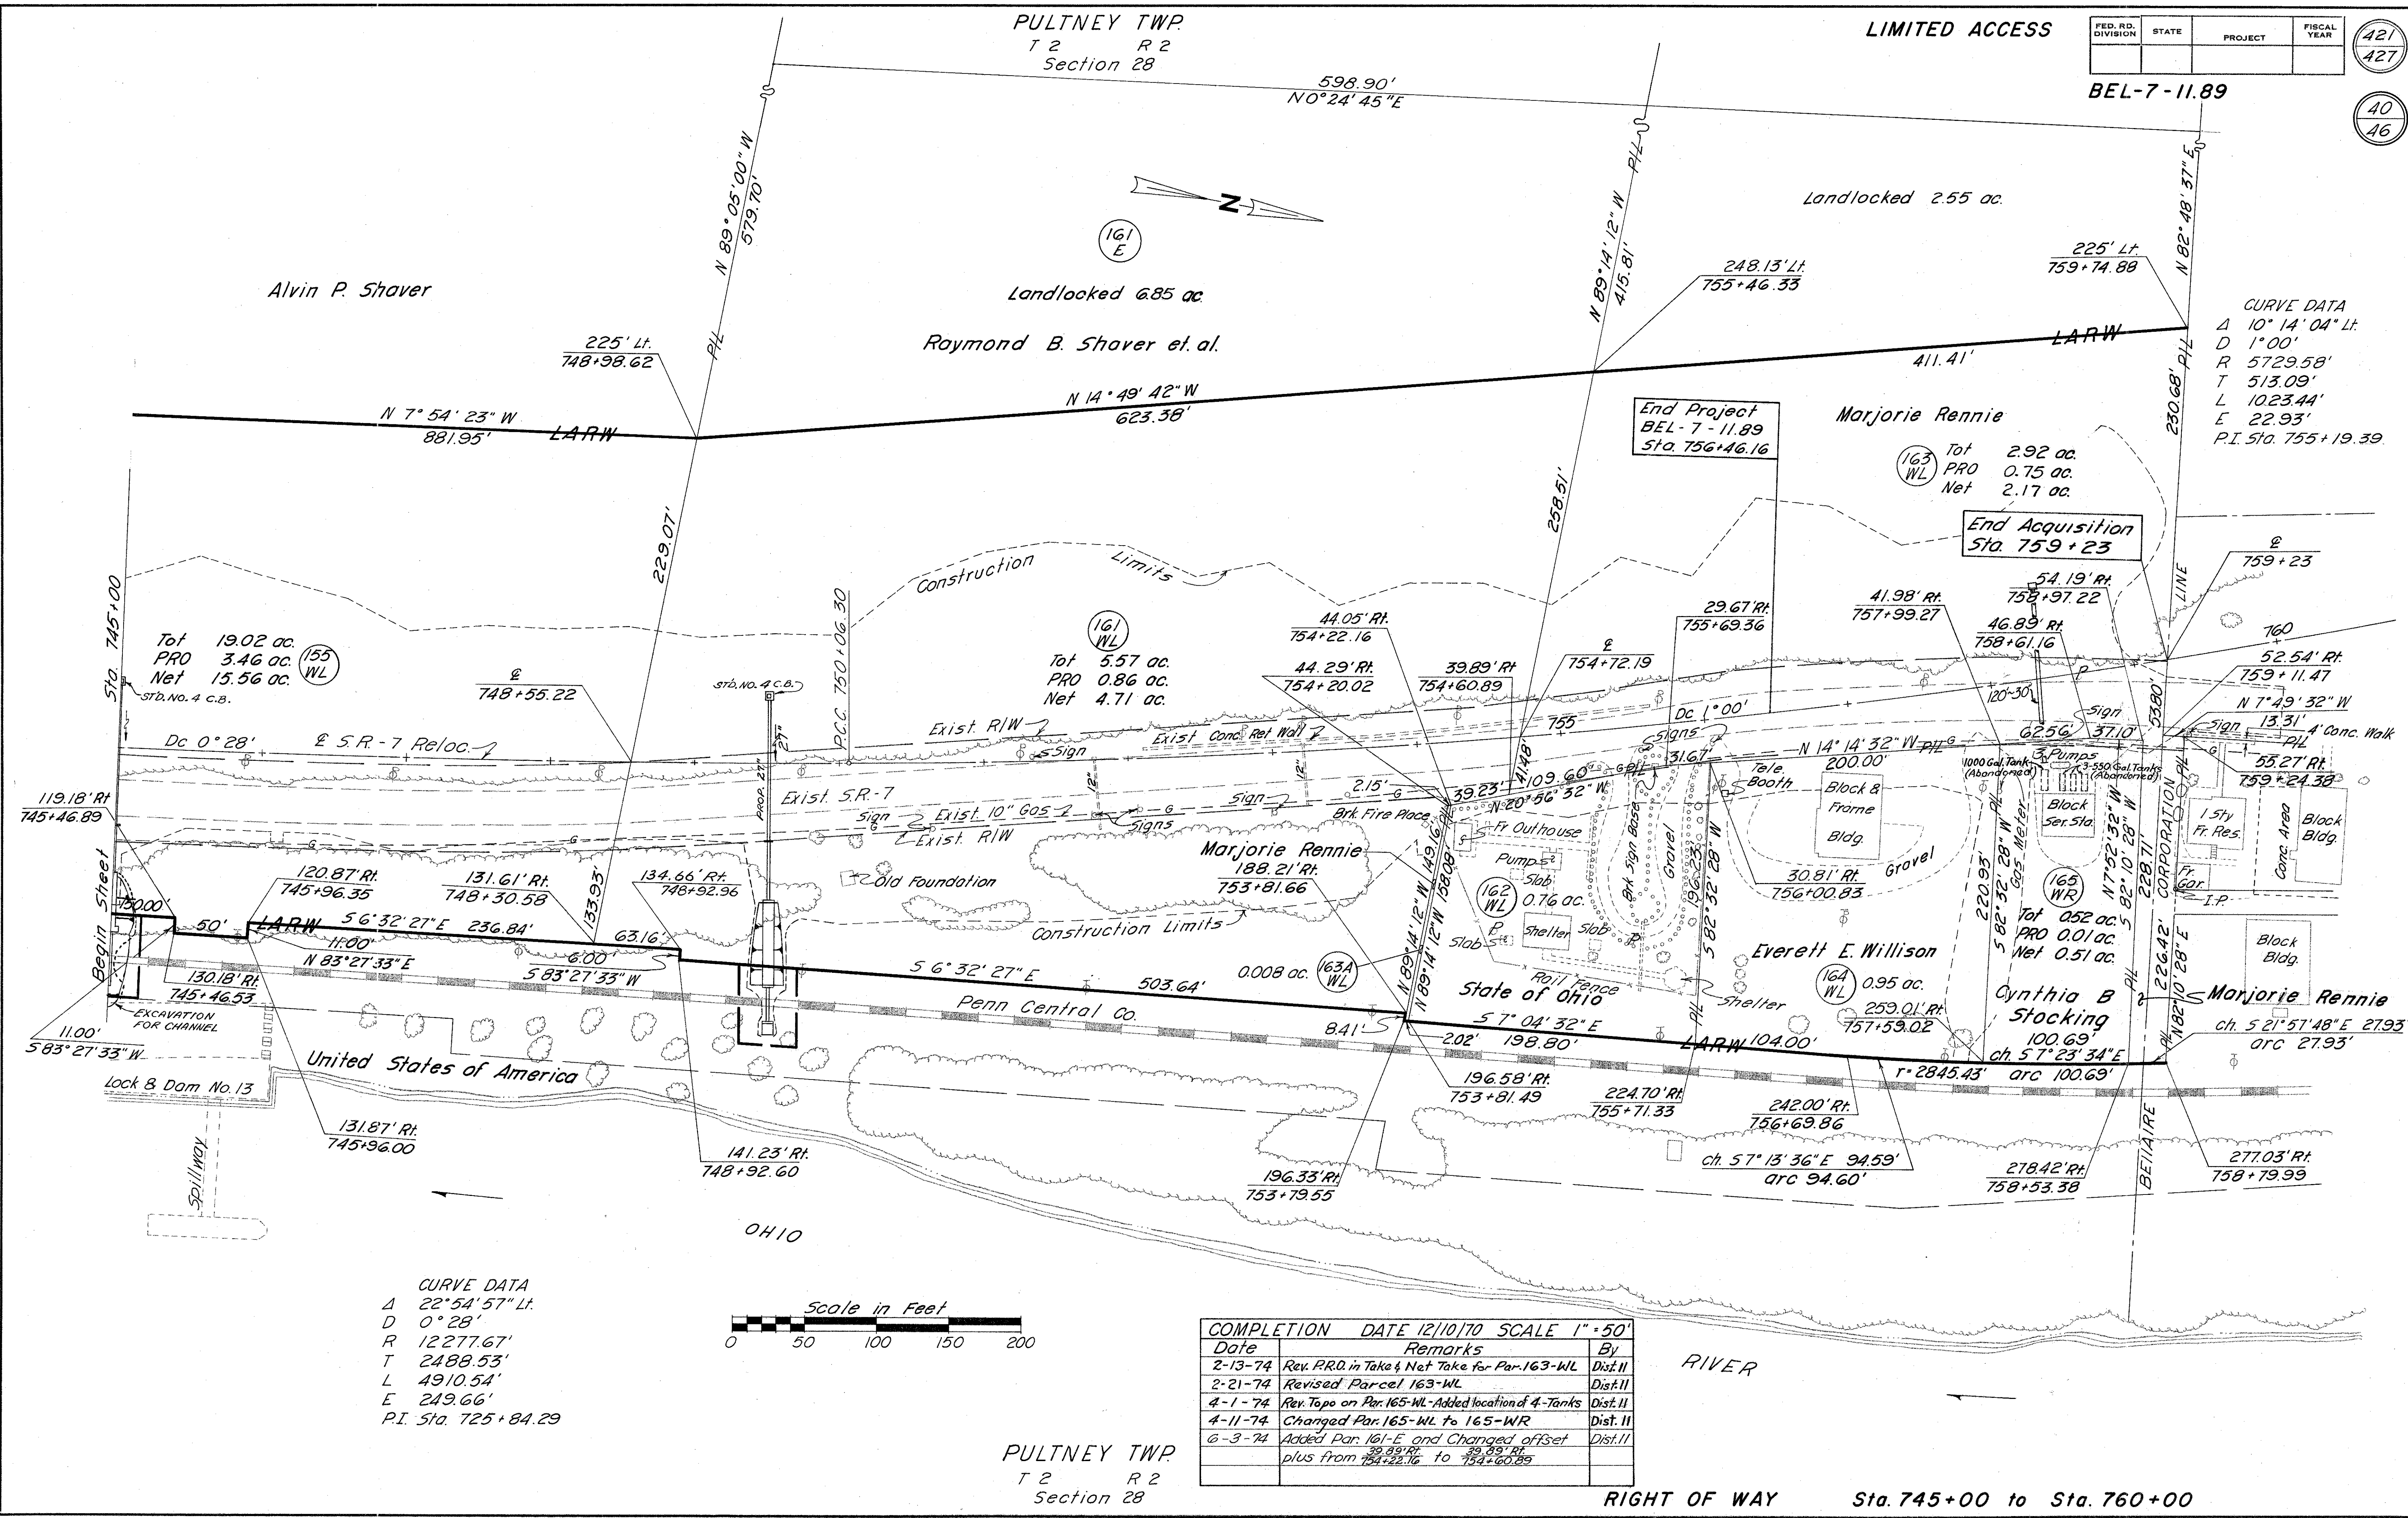 PULTNEY TWP.
T 2 R 2
Section 28
LIMITED ACCESS
FED. RD. DIVISION
STATE
PROJECT
FISCAL YEAR
421
427
BEL-7-11.89
40
46
598.90'
N 0° 24' 45" E
N 89° 05' 00" W
579.70'
P/L
N 89° 14' 12" W
415.81'
P/L
N 82° 48' 37" E
Landlocked 2.55 ac.
161
E
Landlocked 6.85 ac.
Raymond B. Shaver et. al.
Alvin P. Shaver
N
225' Lt.
748+98.62
248.13' Lt.
755+46.33
225' Lt.
759+74.88
CURVE DATA
Δ 10° 14' 04" Lt.
D 1° 00'
R 5729.58'
T 513.09'
L 1023.44'
E 22.93'
P.I. Sta. 755+19.39
N 7° 54' 23" W
881.95'
LARW
N 14° 49' 42" W
623.38'
411.41'
LARW
End Project
BEL-7-11.89
Sta. 756+46.16
Marjorie Rennie
163
WL
Tot 2.92 ac.
PRO 0.75 ac.
Net 2.17 ac.
230.68'
P/L
229.07'
258.51'
End Acquisition
Sta. 759+23
℄
759+23
LINE
Construction Limits
Sta. 745+00
Tot 19.02 ac.
PRO 3.46 ac.
Net 15.56 ac.
155
WL
STD. NO. 4 C.B.
℄
748+55.22
STD. NO. 4 C.B.
P.C.C. 750+06.30
161
WL
Tot 5.57 ac.
PRO 0.86 ac.
Net 4.71 ac.
44.05' Rt.
754+22.16
44.29' Rt.
754+20.02
39.89' Rt
754+60.89
℄
754+72.19
29.67' Rt.
755+69.36
41.98' Rt.
757+99.27
54.19' Rt.
758+97.22
46.89' Rt.
758+61.16
760
52.54' Rt.
759+11.47
N 7° 49' 32" W
13.31'
4' Conc. Walk
P/L
55.27' Rt.
759+24.38
Dc 0° 28'
℄ S.R.-7 Reloc.
Exist. R/W
Sign
Exist Conc. Ret Wall
755
Dc 1° 00'
Signs
120'-30"
Sign
62.56'
37.10'
53.80'
Sign
27"
PROP. 27"
Exist. S.R.-7
12"
12"
2.15'
39.23'
41.48'
109.60'
31.67'
N 14° 14' 32" W
P/L
200.00'
N 20° 56' 32" W
Tele. Booth
1000 Gal. Tank (Abandoned)
3 Pumps
3-550 Gal. Tanks (Abandoned)
Sign
Exist. 10" Gas
Sign
Signs
Exist. R/W
Brk. Fire Place
Fr Outhouse
Pump
Slab
Brk Sign Base
Gravel
Block & Frame Bldg.
Gravel
Gas Meter
Block Ser. Sta.
1 Sty Fr. Res.
Conc. Area
Block Bldg.
Fr. Gar.
I.P.
119.18' Rt
745+46.89
Begin Sheet
150.00'
50'
120.87' Rt.
745+96.35
131.61' Rt.
748+30.58
133.93'
134.66' Rt.
748+92.96
Old Foundation
Marjorie Rennie
188.21' Rt.
753+81.66
N 89° 14' 12" W 149.16'
N 89° 14' 12" W 158.08'
162
WL
0.76 ac.
Shelter
Slab
Slab
196.23'
S 82° 32' 28" W
30.81' Rt.
756+00.83
220.93'
S 82° 32' 28" W
P/L
N 7° 52' 32" W
S 82° 10' 28" W
228.71'
CORPORATION
P/L
165
WR
Tot 0.52 ac.
PRO 0.01 ac.
Net 0.51 ac.
226.42'
N 82° 10' 28" E
LARW
S 6° 32' 27" E 236.84'
11.00'
N 83° 27' 33" E
63.16'
6.00'
S 83° 27' 33" W
Construction Limits
S 6° 32' 27" E
503.64'
0.008 ac.
163A
WL
State of Ohio
Rail Fence
Shelter
P/L
Everett E. Willison
164
WL
0.95 ac.
259.01' Rt.
757+59.02
Cynthia B Stocking
Block Bldg.
Marjorie Rennie
130.18' Rt.
745+46.53
EXCAVATION FOR CHANNEL
11.00'
S 83° 27' 33" W
Penn Central Co.
8.41'
2.02'
S 7° 04' 32" E
198.80'
LARW
104.00'
100.69'
ch. S 7° 23' 34" E
r=2845.43' arc 100.69'
ch. S 21° 57' 48" E 27.93'
arc 27.93'
United States of America
Lock & Dam No. 13
Spillway
131.87' Rt.
745+96.00
141.23' Rt.
748+92.60
196.58' Rt.
753+81.49
196.33' Rt
753+79.55
224.70' Rt.
755+71.33
242.00' Rt.
756+69.86
ch. S 7° 13' 36" E 94.59'
arc 94.60'
278.42' Rt.
758+53.38
BELLAIRE
277.03' Rt.
758+79.99
OHIO
RIVER
CURVE DATA
Δ 22° 54' 57" Lt.
D 0° 28'
R 12277.67'
T 2488.53'
L 4910.54'
E 249.66'
P.I. Sta. 725+84.29
Scale in Feet
0 50 100 150 200
COMPLETION DATE 12/10/70 SCALE 1" = 50'
Date Remarks By
2-13-74 Rev. P.R.O. in Take & Net Take for Par. 163-WL Dist. 11
2-21-74 Revised Parcel 163-WL Dist. 11
4-1-74 Rev. Topo on Par. 165-WL-Added location of 4-Tanks Dist. 11
4-11-74 Changed Par. 165-WL to 165-WR Dist. 11
6-3-74 Added Par. 161-E and Changed offset Dist. 11
plus from 39.89' Rt. 754+22.16 to 39.89' Rt. 754+60.89
PULTNEY TWP.
T 2 R 2
Section 28
RIGHT OF WAY Sta. 745+00 to Sta. 760+00